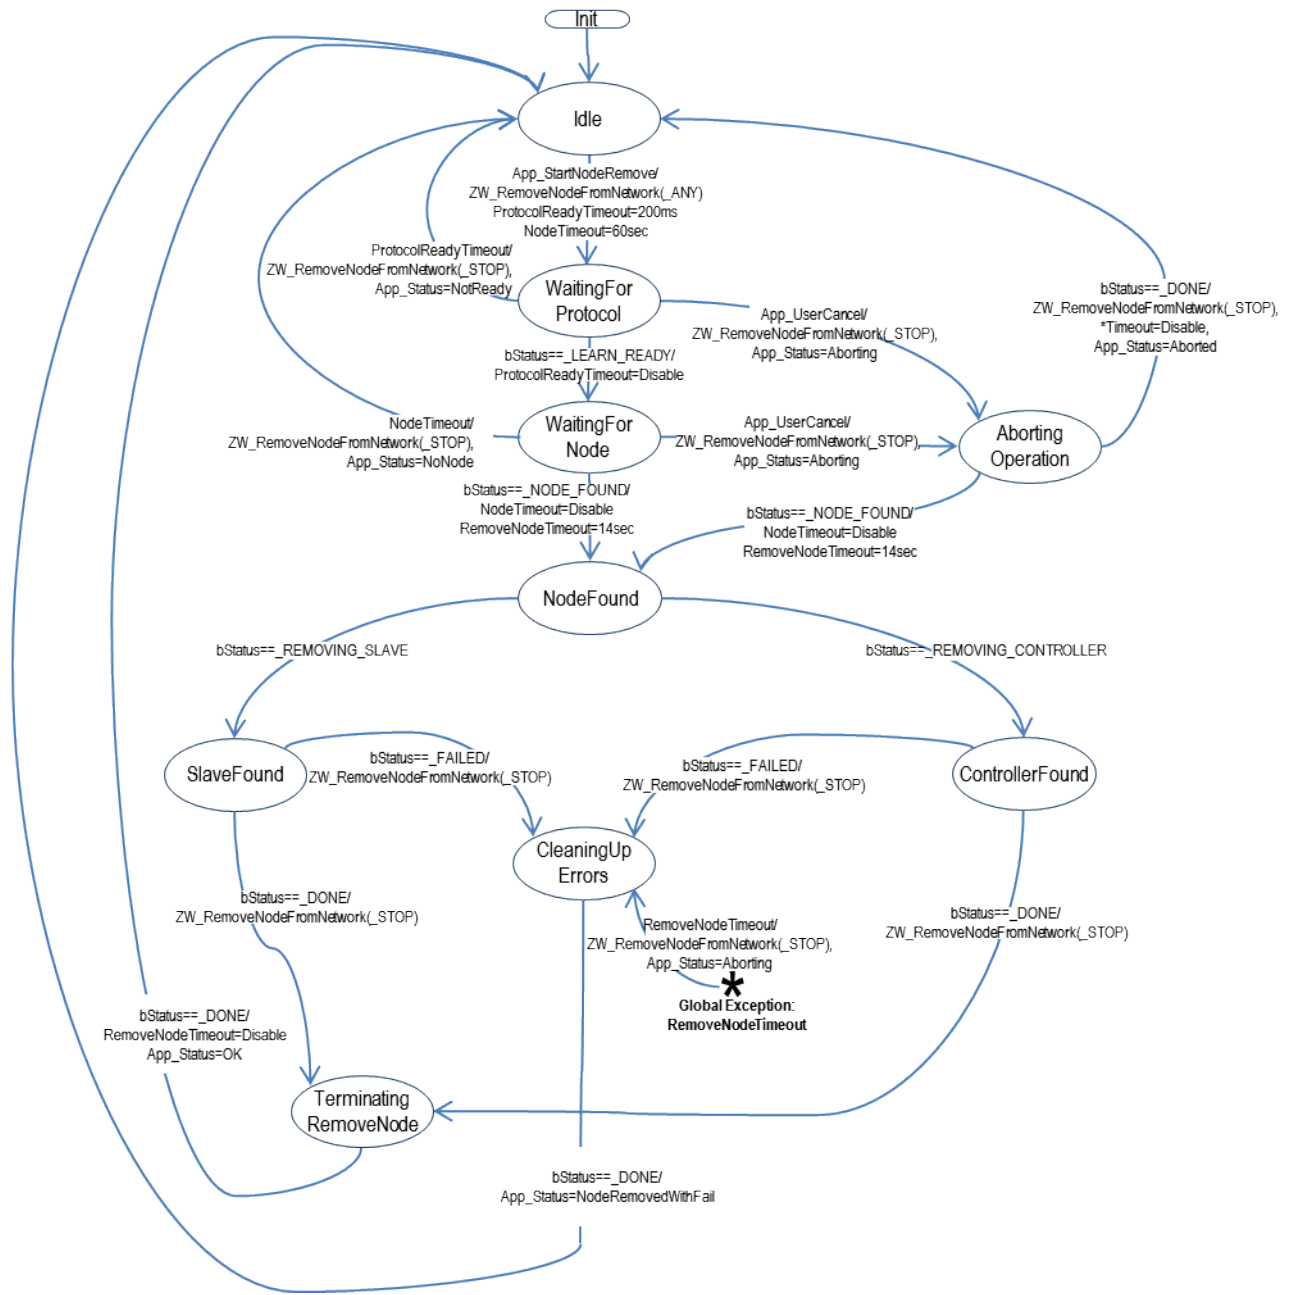 Init
Idle
App_StartNodeRemove/
ZW_RemoveNodeFromNetwork(_ANY)
ProtocolReadyTimeout=200ms
NodeTimeout=60sec
ProtocolReadyTimeout/
ZW_RemoveNodeFromNetwork(_STOP),
App_Status=NotReady
WaitingFor
Protocol
App_UserCancel/
ZW_RemoveNodeFromNetwork(_STOP),
App_Status=Aborting
bStatus==_DONE/
ZW_RemoveNodeFromNetwork(_STOP),
*Timeout=Disable,
App_Status=Aborted
bStatus==_LEARN_READY/
ProtocolReadyTimeout=Disable
NodeTimeout/
ZW_RemoveNodeFromNetwork(_STOP),
App_Status=NoNode
WaitingFor
Node
App_UserCancel/
ZW_RemoveNodeFromNetwork(_STOP),
App_Status=Aborting
Aborting
Operation
bStatus==_NODE_FOUND/
NodeTimeout=Disable
RemoveNodeTimeout=14sec
bStatus==_NODE_FOUND/
NodeTimeout=Disable
RemoveNodeTimeout=14sec
NodeFound
bStatus==_REMOVING_SLAVE
bStatus==_REMOVING_CONTROLLER
SlaveFound
bStatus==_FAILED/
ZW_RemoveNodeFromNetwork(_STOP)
bStatus==_FAILED/
ZW_RemoveNodeFromNetwork(_STOP)
ControllerFound
CleaningUp
Errors
bStatus==_DONE/
ZW_RemoveNodeFromNetwork(_STOP)
RemoveNodeTimeout/
ZW_RemoveNodeFromNetwork(_STOP),
App_Status=Aborting
*
Global Exception:
RemoveNodeTimeout
bStatus==_DONE/
ZW_RemoveNodeFromNetwork(_STOP)
bStatus==_DONE/
RemoveNodeTimeout=Disable
App_Status=OK
Terminating
RemoveNode
bStatus==_DONE/
App_Status=NodeRemovedWithFail